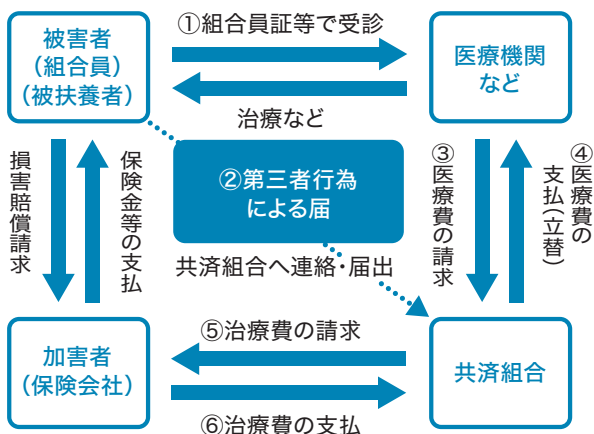 被害者
（組合員）
（被扶養者）
①組合員証等で受診
医療機関
など
治療など
損害賠償請求
保険金等の支払
②第三者行為
による届
共済組合へ連絡・届出
③医療費の請求
④医療費の
支払（立替）
加害者
（保険会社）
⑤治療費の請求
⑥治療費の支払
共済組合